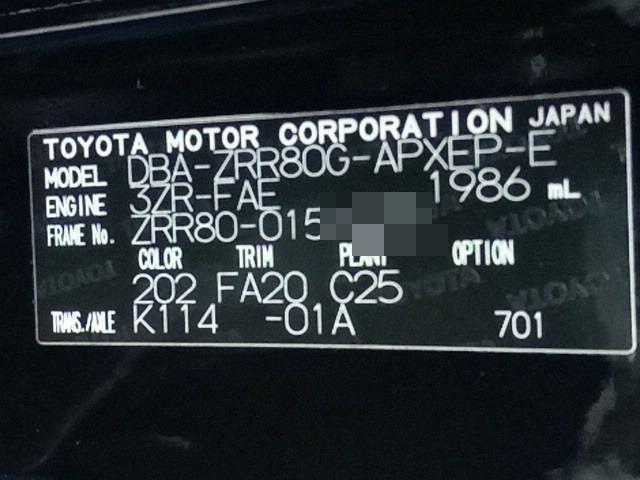 TOYOTA MOTOR CORPORATION JAPAN
MODEL DBA-ZRR80G-APXEP-E
ENGINE 3ZR-FAE 1986 mL
FRAME No. ZRR80-015
COLOR TRIM PLANT OPTION
202 FA20 C25
TRANS./AXLE K114 -01A 701